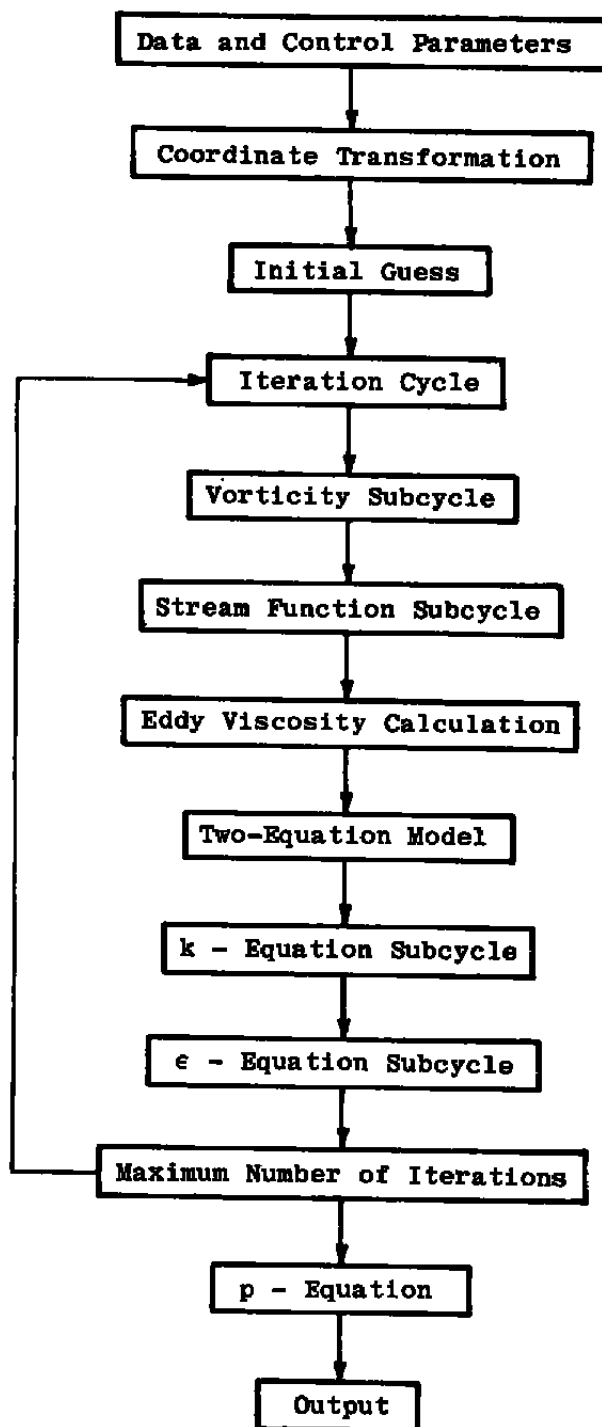 Data and Control Parameters
Coordinate Transformation
Initial Guess
Iteration Cycle
Vorticity Subcycle
Stream Function Subcycle
Eddy Viscosity Calculation
Two-Equation Model
k - Equation Subcycle
ϵ - Equation Subcycle
Maximum Number of Iterations
p - Equation
Output